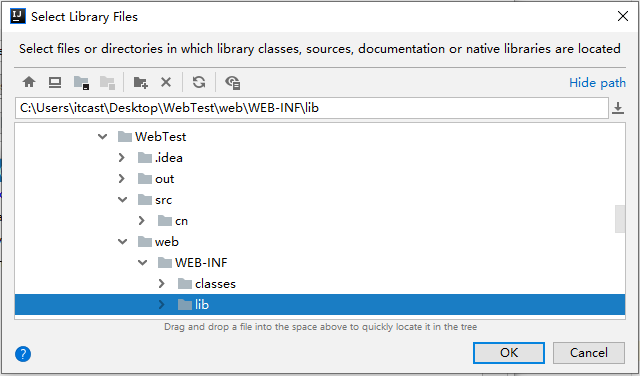 Select Library Files
Select files or directories in which library classes, sources, documentation or native libraries are located
Hide path
C:\Users\itcast\Desktop\WebTest\web\WEB-INF\lib
WebTest
.idea
out
src
cn
web
WEB-INF
classes
lib
Drag and drop a file into the space above to quickly locate it in the tree
?
OK
Cancel